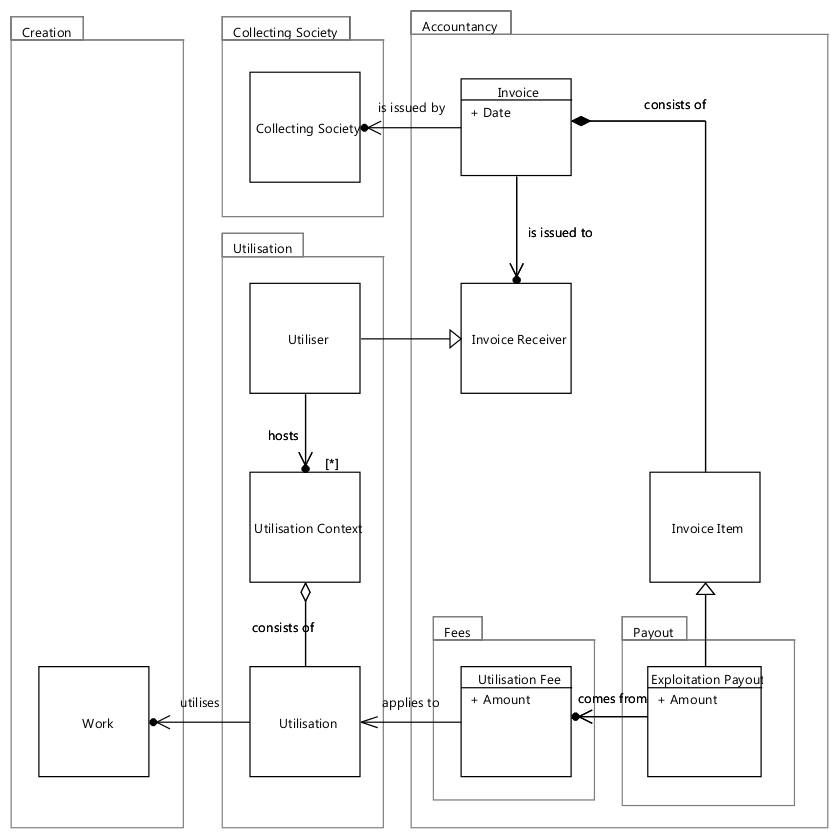 Creation
Collecting Society
Accountancy
Collecting Society
is issued by
Invoice
+ Date
consists of
is issued to
Utilisation
Utiliser
Invoice Receiver
hosts
[*]
Utilisation Context
Invoice Item
consists of
Fees
Payout
Work
utilises
Utilisation
applies to
Utilisation Fee
+ Amount
comes from
Exploitation Payout
+ Amount